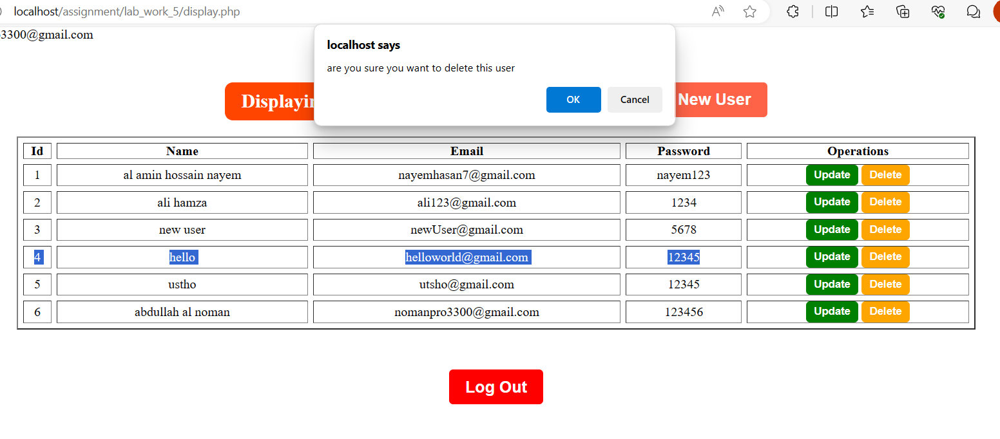 localhost/assignment/lab_work_5/display.php
3300@gmail.com
localhost says
are you sure you want to delete this user
OK Cancel
New User
Id Name Email Password Operations
1 al amin hossain nayem nayemhasan7@gmail.com nayem123 Update Delete
2 ali hamza ali123@gmail.com 1234 Update Delete
3 new user newUser@gmail.com 5678 Update Delete
4 hello helloworld@gmail.com 12345 Update Delete
5 ustho utsho@gmail.com 12345 Update Delete
6 abdullah al noman nomanpro3300@gmail.com 123456 Update Delete
Log Out